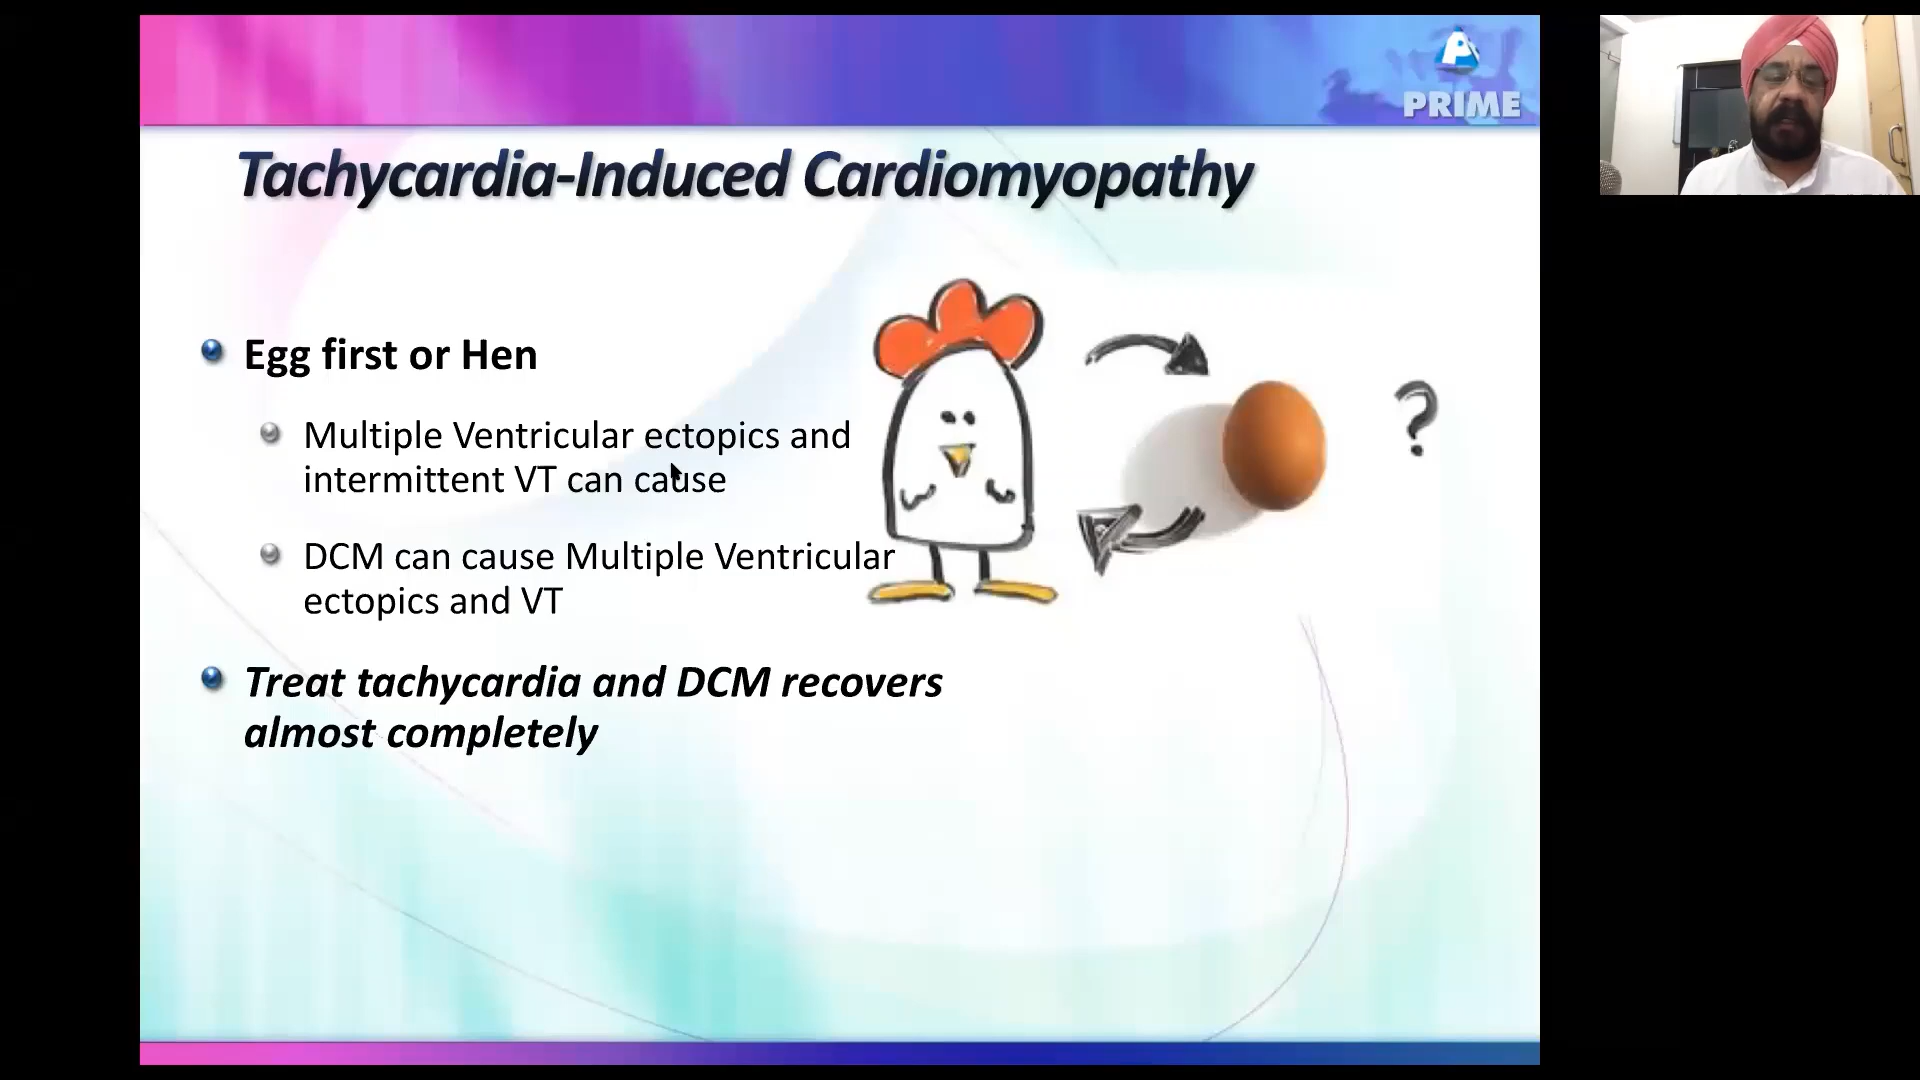 PRIME
Tachycardia-Induced Cardiomyopathy
Egg first or Hen
Multiple Ventricular ectopics and
intermittent VT can cause
DCM can cause Multiple Ventricular
ectopics and VT
Treat tachycardia and DCM recovers
almost completely
?